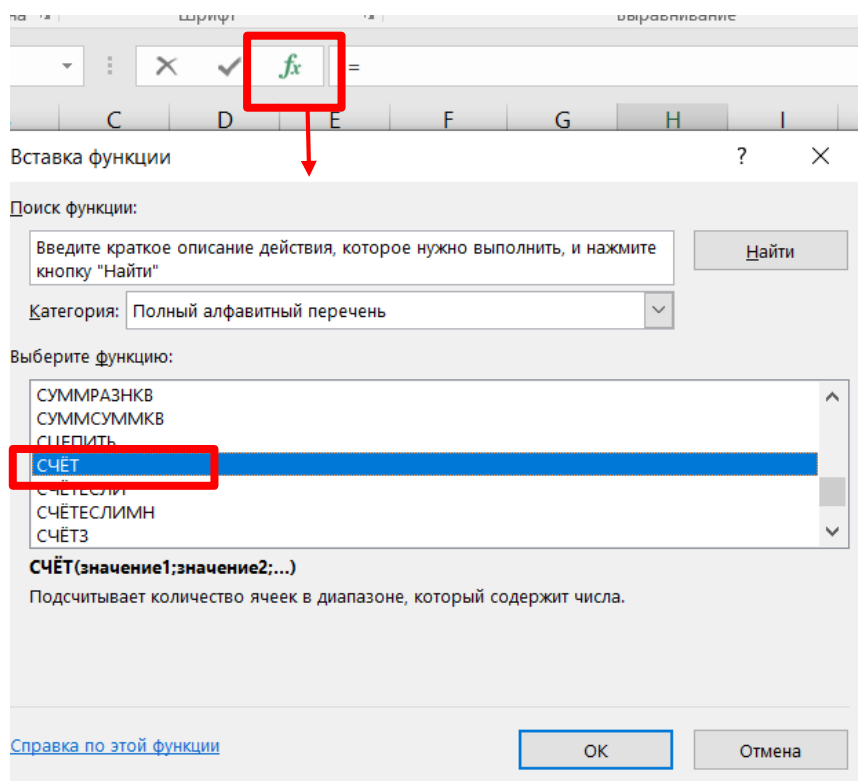 Шрифт
Выравнивание
fx =
C D E F G H I
Вставка функции ?
Поиск функции:
Введите краткое описание действия, которое нужно выполнить, и нажмите
кнопку "Найти"
Найти
Категория: Полный алфавитный перечень
Выберите функцию:
СУММРАЗНКВ
СУММСУММКВ
СЦЕПИТЬ
СЧЁТ
СЧЁТЕСЛИ
СЧЁТЕСЛИМН
СЧЁТЗ
СЧЁТ(значение1;значение2;...)
Подсчитывает количество ячеек в диапазоне, который содержит числа.
Справка по этой функции
ОК
Отмена